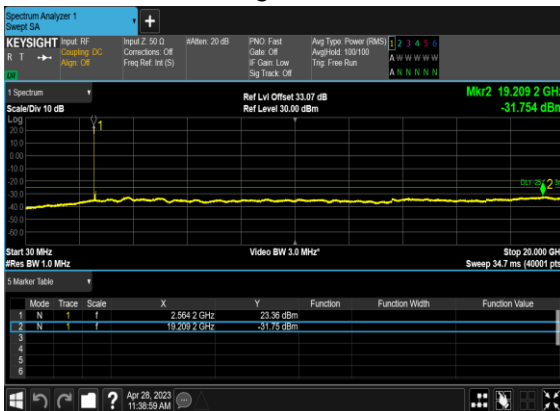 Spectrum Analyzer 1
Swept SA
KEYSIGHT Input: RF Input Z: 50 Ω #Atten: 20 dB PNO: Fast Avg Type: Power (RMS) 1 2 3 4 5 6
R T Coupling: DC Corrections: Off Gate: Off Avg|Hold: 100/100 A W W W W W
Align: Off Freq Ref: Int (S) IF Gain: Low Trig: Free Run
LV Sig Track: Off A N N N N N
1 Spectrum Ref Lvl Offset 33.07 dB Mkr2 19.209 2 GHz
Scale/Div 10 dB Ref Level 30.00 dBm -31.754 dBm
Log
20.0 1
10.0
0.00
-10.0
-20.0 2
-30.0
-40.0
-50.0
-60.0
Start 30 MHz Video BW 3.0 MHz* Stop 20.000 GH
#Res BW 1.0 MHz Sweep 34.7 ms (40001 pts
5 Marker Table
Mode Trace Scale X Y Function Function Width Function Value
1 N 1 f 2.564 2 GHz 23.36 dBm
2 N 1 f 19.209 2 GHz -31.75 dBm
3
4
5
6
? Apr 28, 2023
11:38:59 AM